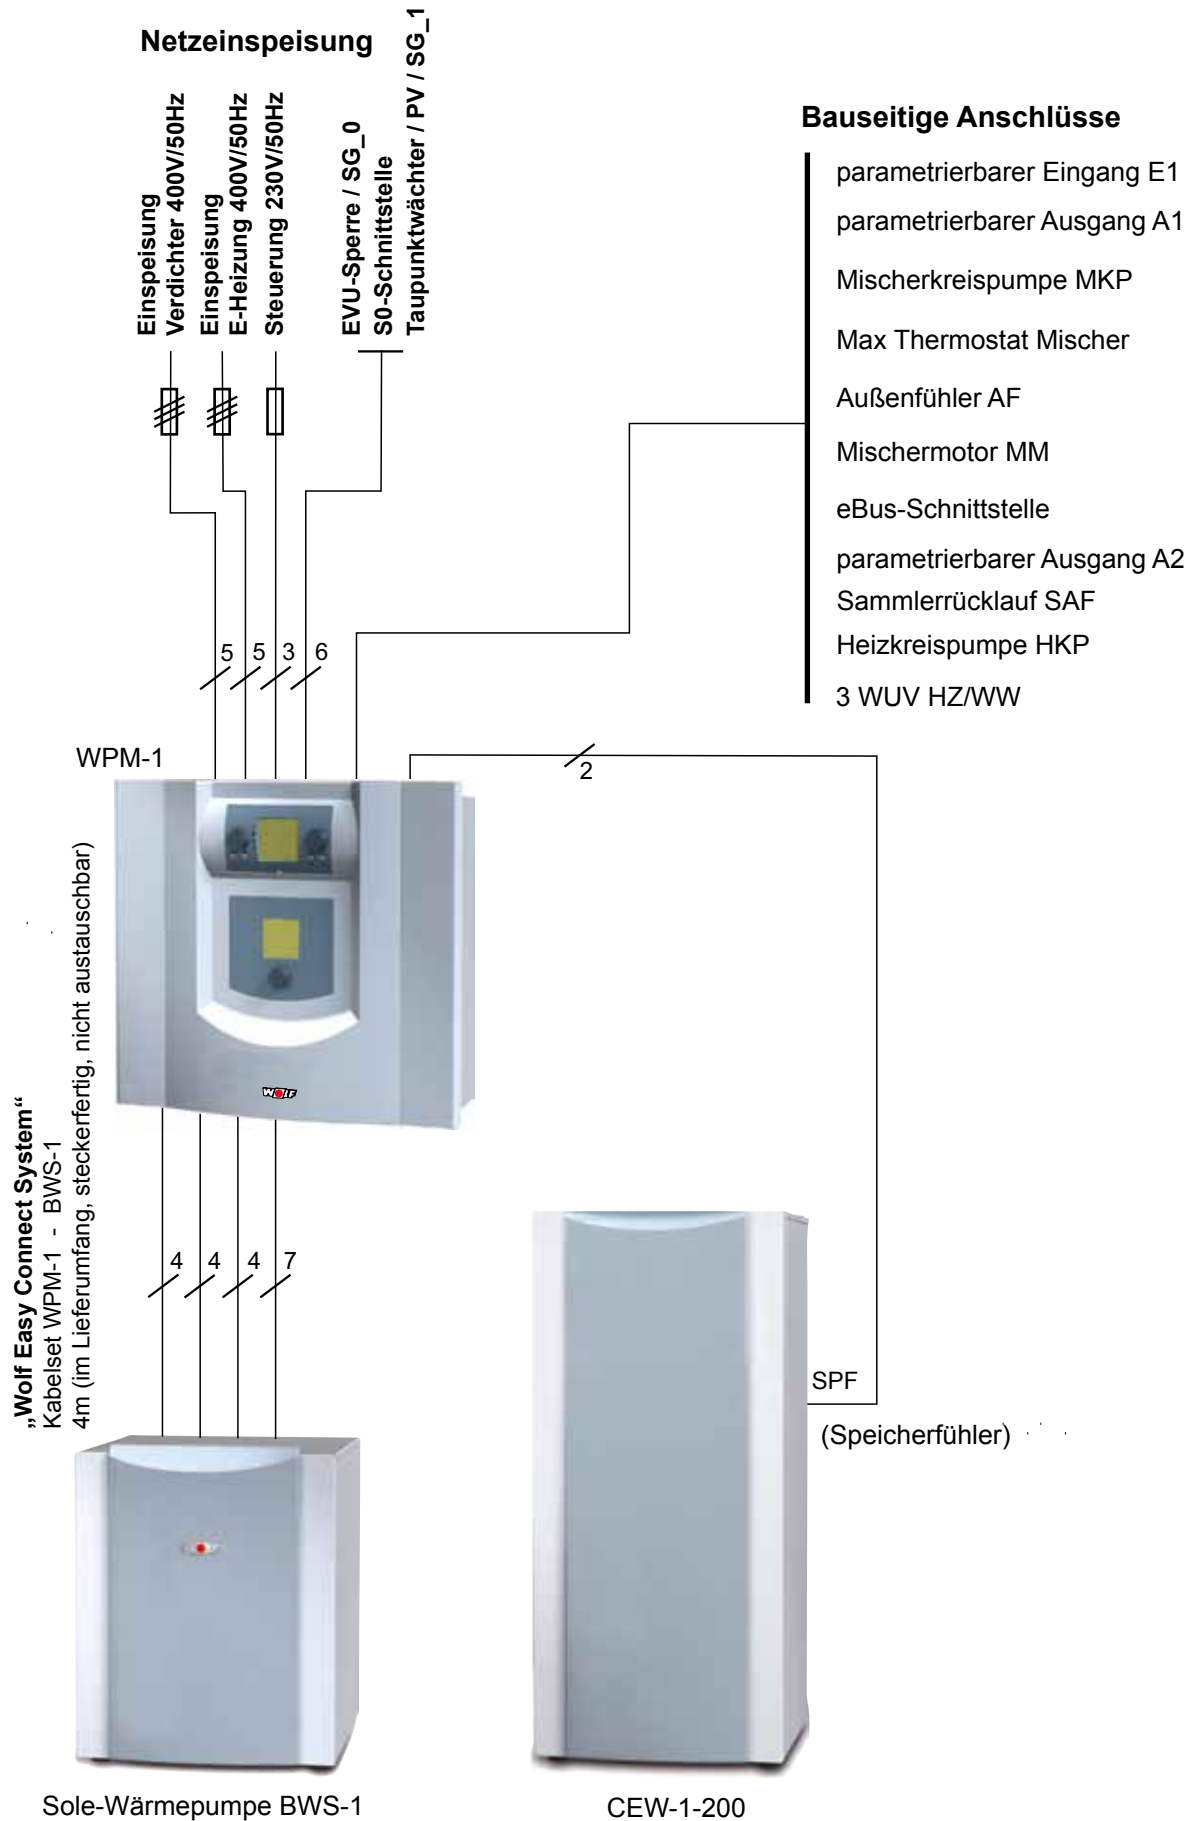 Netzeinspeisung
Einspeisung
Verdichter 400V/50Hz
Einspeisung
E-Heizung 400V/50Hz
Steuerung 230V/50Hz
EVU-Sperre / SG_0
S0-Schnittstelle
Taupunktwächter / PV / SG_1
Bauseitige Anschlüsse
parametrierbarer Eingang E1
parametrierbarer Ausgang A1
Mischerkreispumpe MKP
Max Thermostat Mischer
Außenfühler AF
Mischermotor MM
eBus-Schnittstelle
parametrierbarer Ausgang A2
Sammlerrücklauf SAF
Heizkreispumpe HKP
3 WUV HZ/WW
5 5 3 6
WPM-1
2
WOLF
„Wolf Easy Connect System“
Kabelset WPM-1 - BWS-1
4m (im Lieferumfang, steckerfertig, nicht austauschbar)
4 4 4 7
SPF
(Speicherfühler)
Sole-Wärmepumpe BWS-1
CEW-1-200